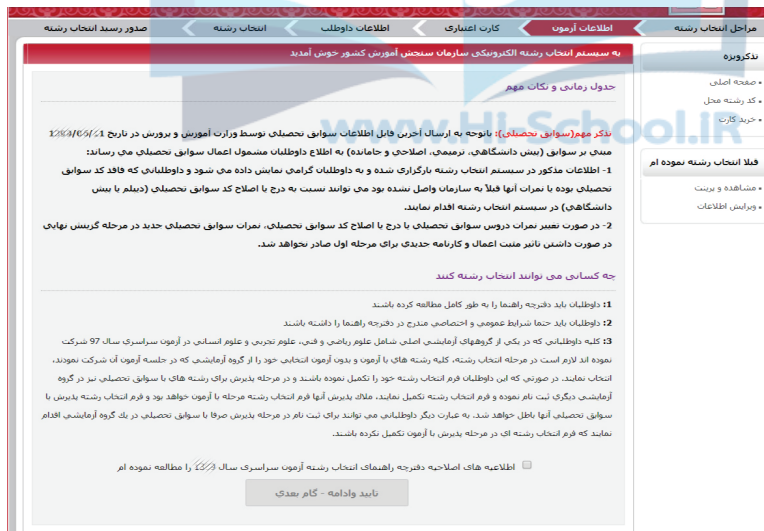 مراحل انتخاب رشته
اطلاعات آزمون
کارت اعتباری
اطلاعات داوطلب
انتخاب رشته
صدور رسید انتخاب رشته
تذکرویژه
• صفحه اصلی
• کد رشته محل
• خرید کارت
قبلا انتخاب رشته نموده ام
• مشاهده و پرینت
• ویرایش اطلاعات
به سیستم انتخاب رشته الکترونیکی سازمان سنجش آموزش کشور خوش آمدید
جدول زمانی و نکات مهم
www.Hi-School.iR
تذکر مهم(سوابق تحصیلی): باتوجه به ارسال آخرین فایل اطلاعات سوابق تحصیلی توسط وزارت آموزش و پرورش در تاریخ
مبنی بر سوابق (پیش دانشگاهی، ترمیمی، اصلاحی و جامانده) به اطلاع داوطلبان مشمول اعمال سوابق تحصیلی می رساند:
1- اطلاعات مذکور در سیستم انتخاب رشته بارگزاری شده و به داوطلبان گرامی نمایش داده می شود و داوطلبانی که فاقد کد سوابق
تحصیلی بوده یا نمرات آنها قبلاً به سازمان واصل نشده بود می توانند نسبت به درج یا اصلاح کد سوابق تحصیلی (دیپلم یا پیش
دانشگاهی) در سیستم انتخاب رشته اقدام نمایند.
2- در صورت تغییر نمرات دروس سوابق تحصیلی یا درج یا اصلاح کد سوابق تحصیلی، نمرات سوابق تحصیلی جدید در مرحله گزینش نهایی
در صورت داشتن تاثیر مثبت اعمال و کارنامه جدیدی برای مرحله اول صادر نخواهد شد.
چه کسانی می توانند انتخاب رشته کنند
1: داوطلبان باید دفترچه راهنما را به طور کامل مطالعه کرده باشند
2: داوطلبان باید حتما شرایط عمومی و اختصاصی مندرج در دفترچه راهنما را داشته باشند
3: کلیه داوطلبانی که در یکی از گروههای آزمایشی اصلی شامل علوم ریاضی و فنی، علوم تجربی و علوم انسانی در آزمون سراسری سال 97 شرکت
نموده اند لازم است در مرحله انتخاب رشته، کلیه رشته های با آزمون و بدون آزمون انتخابی خود را از گروه آزمایشی که در جلسه آزمون آن شرکت نمودند،
انتخاب نمایند. در صورتی که این داوطلبان فرم انتخاب رشته خود را تکمیل نموده باشند و در مرحله پذیرش برای رشته های با سوابق تحصیلی نیز در گروه
آزمایشی دیگری ثبت نام نموده و فرم انتخاب رشته تکمیل نمایند، ملاك پذیرش آنها فرم انتخاب رشته مرحله با آزمون خواهد بود و فرم انتخاب رشته پذیرش با
سوابق تحصیلی آنها باطل خواهد شد. به عبارت دیگر داوطلبانی می توانند برای ثبت نام در مرحله پذیرش صرفا با سوابق تحصیلی در یك گروه آزمایشی اقدام
نمایند که فرم انتخاب رشته ای در مرحله پذیرش با آزمون تکمیل نکرده باشند.
اطلاعیه های اصلاحیه دفترچه راهنمای انتخاب رشته آزمون سراسری سال را مطالعه نموده ام
تایید وادامه - گام بعدي